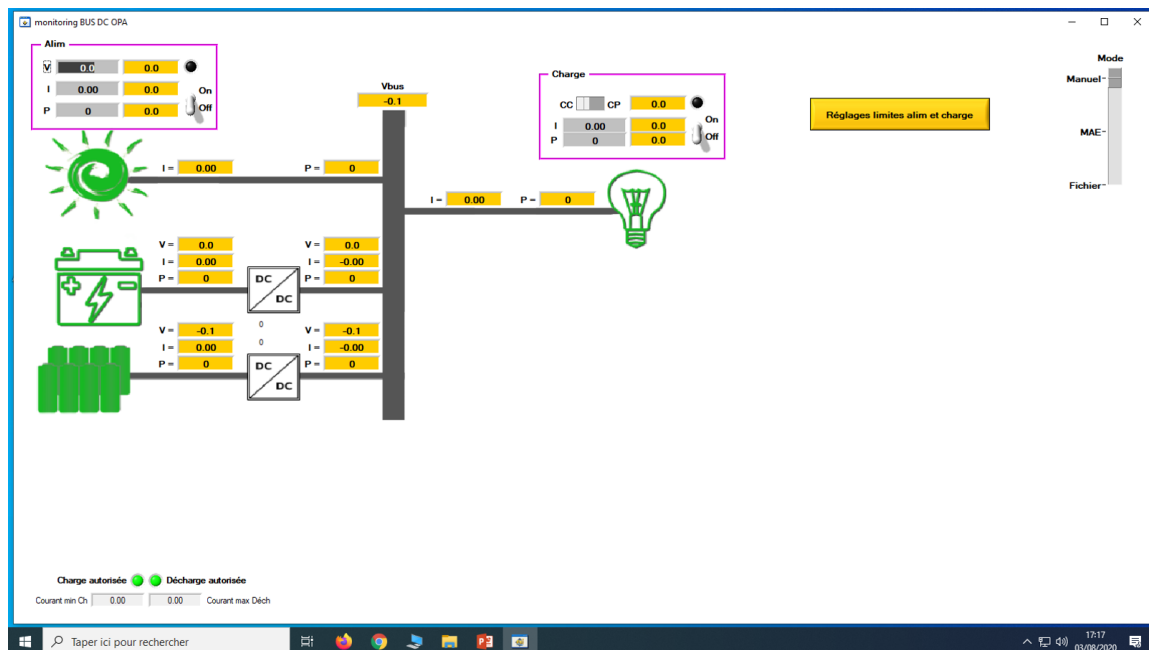 monitoring BUS DC OPA
Alim
V 0.0 0.0
I 0.00 0.0 On
P 0 0.0 Off
Vbus
-0.1
Charge
CC CP 0.0
I 0.00 0.0 On
P 0 0.0 Off
Réglages limites alim et charge
Mode
Manuel
MAE
Fichier
I = 0.00 P = 0
I = 0.00 P = 0
V = 0.0 V = 0.0
I = 0.00 I = -0.00
P = 0 DC P = 0
DC
V = -0.1 0 V = -0.1
I = 0.00 0 I = -0.00
P = 0 DC P = 0
DC
Charge autorisée Décharge autorisée
Courant min Ch 0.00 0.00 Courant max Déch
Taper ici pour rechercher
17:17
03/08/2020